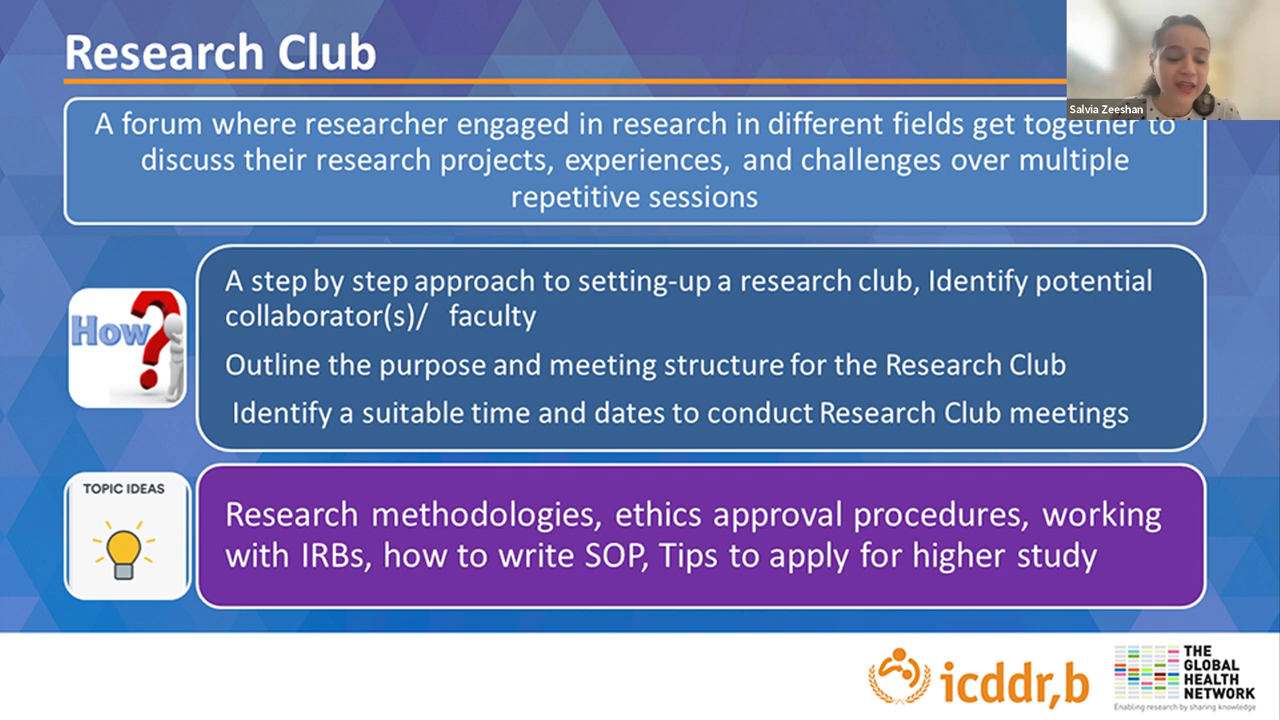 Research Club
Salvia Zeeshan
A forum where researcher engaged in research in different fields get together to
discuss their research projects, experiences, and challenges over multiple
repetitive sessions
How?
A step by step approach to setting-up a research club, Identify potential
collaborator(s)/ faculty
Outline the purpose and meeting structure for the Research Club
Identify a suitable time and dates to conduct Research Club meetings
TOPIC IDEAS
Research methodologies, ethics approval procedures, working
with IRBs, how to write SOP, Tips to apply for higher study
icddr,b
THE
GLOBAL
HEALTH
NETWORK
Enabling research by sharing knowledge